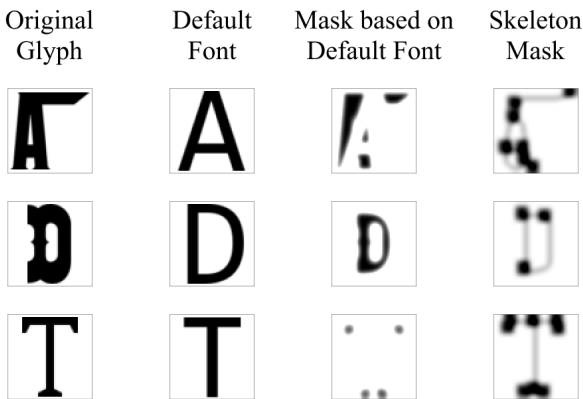 Original Default Mask based on Skeleton
Glyph Font Default Font Mask
A A A
D D D
T T